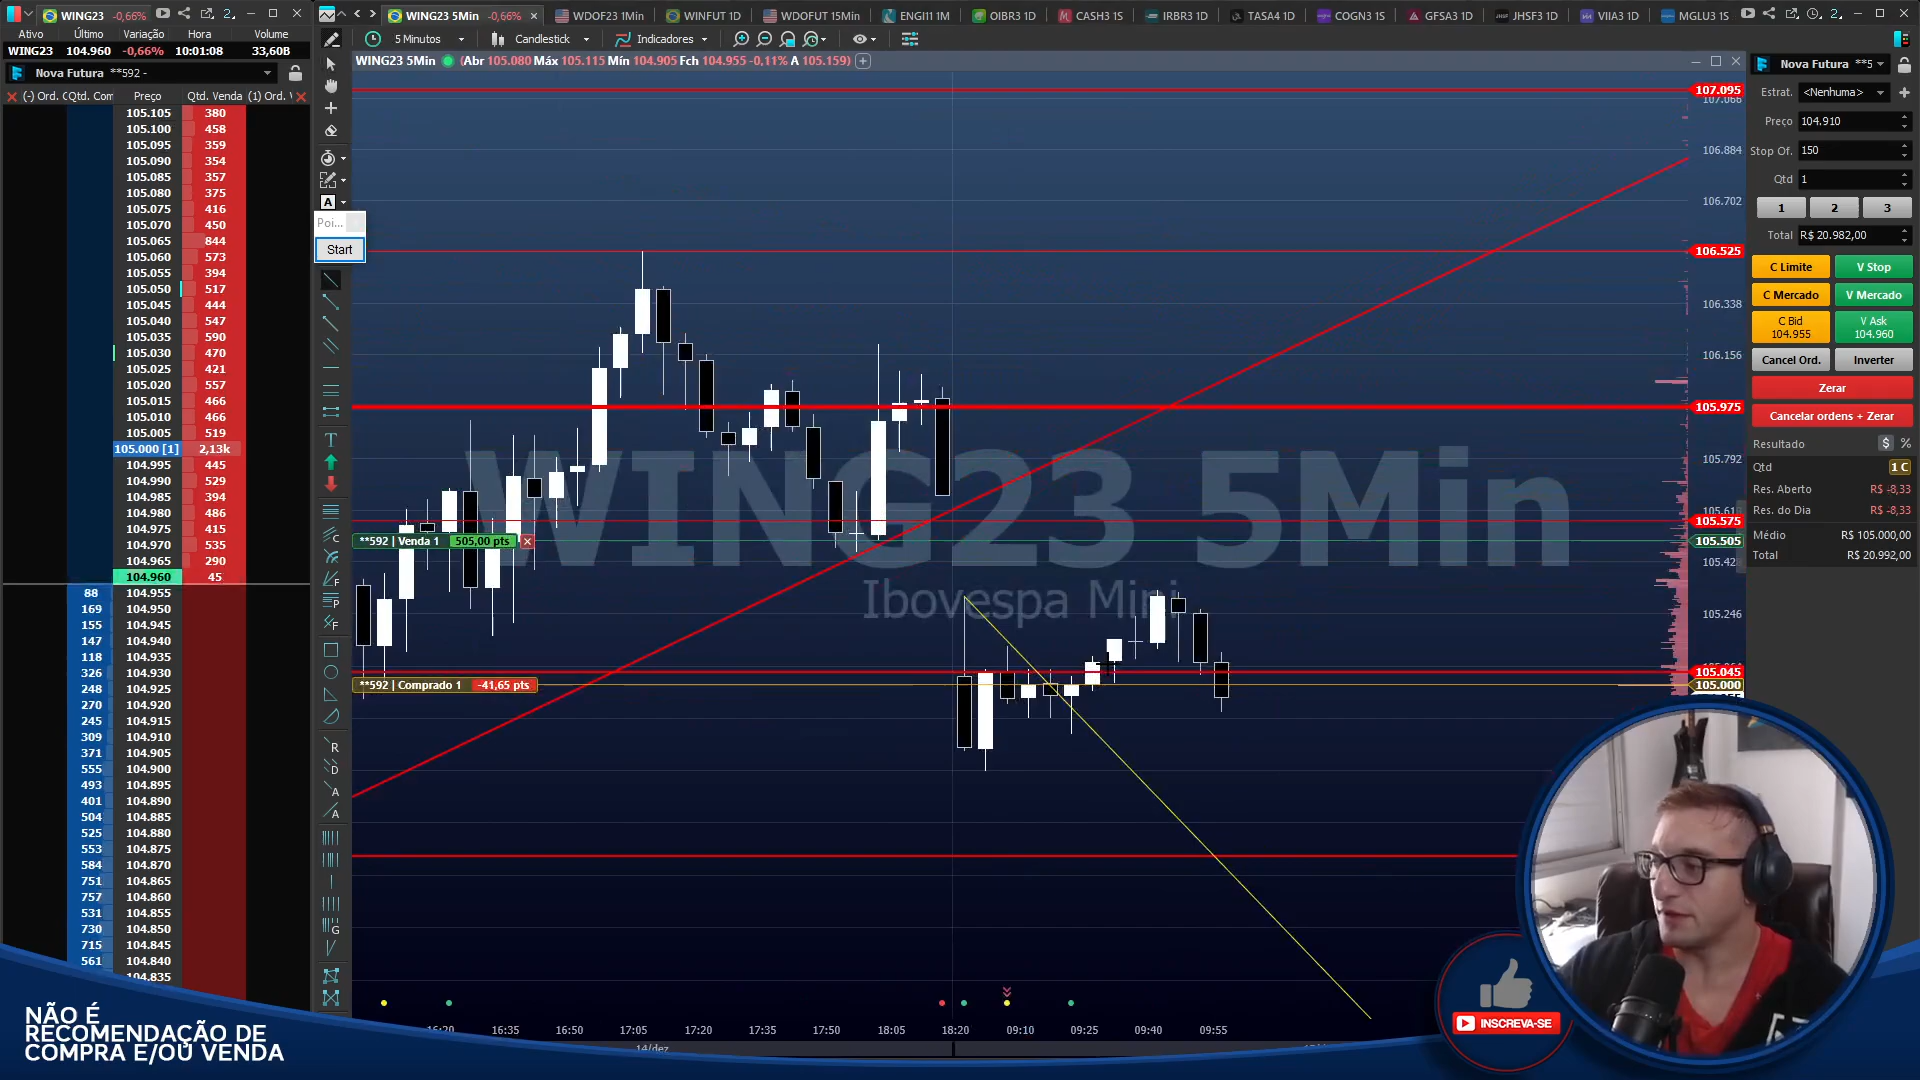 WING23 -0,66%
Ativo Último Variação Hora Volume
WING23 104.960 -0,66% 10:01:08 33,60B
Nova Futura **592 -
Qtd. Com Preço Qtd. Venda (1) Ord.
105.105 380
105.100 458
105.095 359
105.090 354
105.085 357
105.080 375
105.075 416
105.070 450
105.065 844
105.060 573
105.055 394
105.050 517
105.045 444
105.040 547
105.035 590
105.030 470
105.025 421
105.020 557
105.015 466
105.010 466
105.005 519
105.000 [1] 2,13k
104.995 445
104.990 529
104.985 394
104.980 486
104.975 415
104.970 535
104.965 290
104.960 45
88 104.955
169 104.950
155 104.945
147 104.940
118 104.935
326 104.930
248 104.925
270 104.920
245 104.915
309 104.910
371 104.905
555 104.900
493 104.895
401 104.890
504 104.885
525 104.880
553 104.875
584 104.870
751 104.865
757 104.860
531 104.855
730 104.850
715 104.845
561 104.840
104.835
WING23 5Min -0,66%
WDOF23 1Min
WINFUT 1D
WDOFUT 15Min
ENGI11 1M
OIBR3 1D
CASH3 1S
IRBR3 1D
TASA4 1D
COGN3 1S
GFSA3 1D
JHSF3 1D
VIIA3 1D
MGLU3 1S
5 Minutos Candlestick Indicadores
WING23 5Min (Abr 105.080 Máx 105.115 Mín 104.905 Fch 104.955 -0,11% A 105.159)
Poi...
Start
WING23 5Min
Ibovespa Mini
**592 | Venda 1 505,00 pts
**592 | Comprado 1 -41,65 pts
107.095
107.066
106.884
106.702
106.525
106.338
106.156
105.975
105.792
105.575
105.505
105.246
105.045
105.000
16:35 16:50 17:05 17:20 17:35 17:50 18:05 18:20 09:10 09:25 09:40 09:55
14/dez
Nova Futura **5
Estrat. <Nenhuma>
Preço 104.910
Stop Of. 150
Qtd 1
1 2 3
Total R$ 20.982,00
C Limite V Stop
C Mercado V Mercado
C Bid 104.955 V Ask 104.960
Cancel Ord. Inverter
Zerar
Cancelar ordens + Zerar
Resultado $ %
Qtd 1 C
Res. Aberto R$ -8,33
Res. do Dia R$ -8,33
Médio R$ 105.000,00
Total R$ 20.992,00
NÃO É
RECOMENDAÇÃO DE
COMPRA E/OU VENDA
INSCREVA-SE